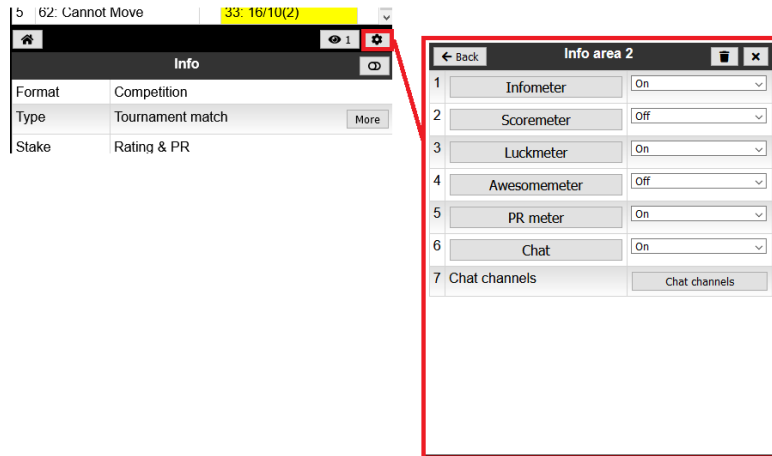 5 62: Cannot Move 33: 16/10(2)
1
Info
Format Competition
Type Tournament match More
Stake Rating & PR
Back Info area 2
1 Infometer On
2 Scoremeter Off
3 Luckmeter On
4 Awesomemeter Off
5 PR meter On
6 Chat On
7 Chat channels Chat channels